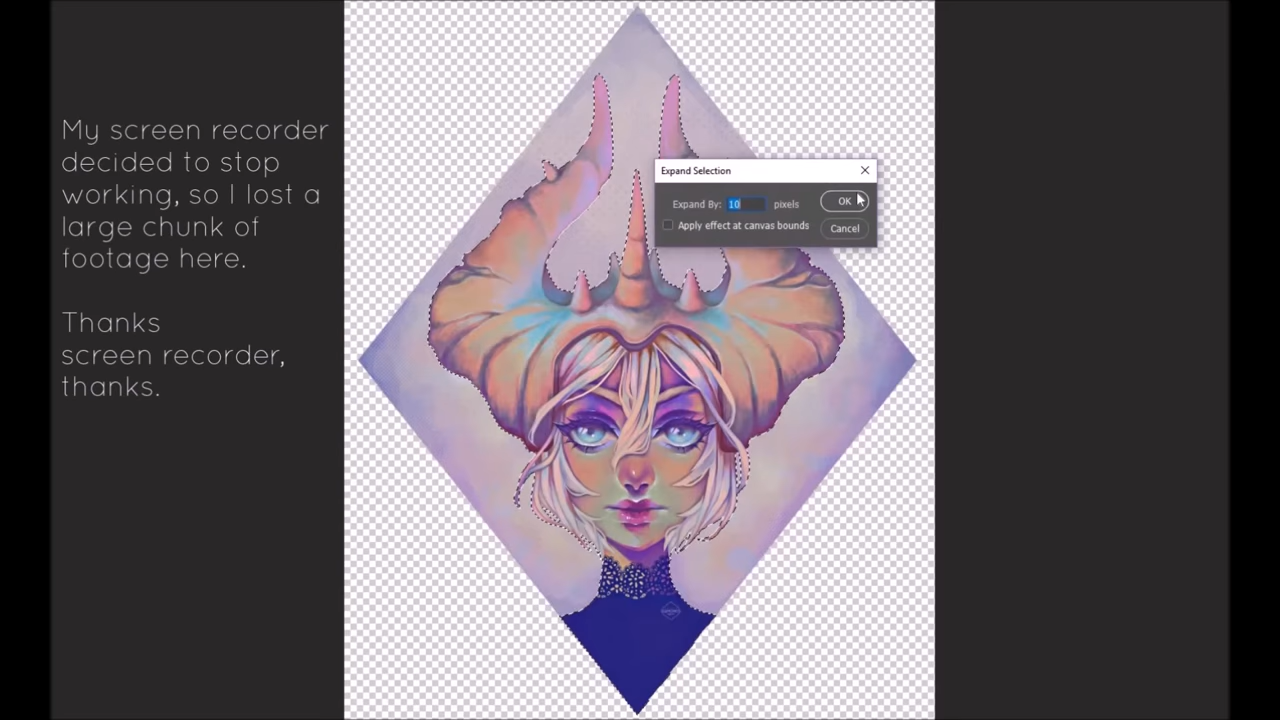 My screen recorder
decided to stop
working, so I lost a
large chunk of
footage here.
Thanks
screen recorder,
thanks.
Expand Selection
Expand By: 10 pixels
OK
Apply effect at canvas bounds
Cancel